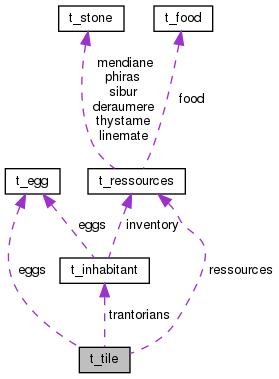 t_stone
t_food
mendiane
phiras
sibur
deraumere
thystame
linemate
food
t_egg
t_ressources
eggs
inventory
t_inhabitant
eggs
ressources
trantorians
t_tile